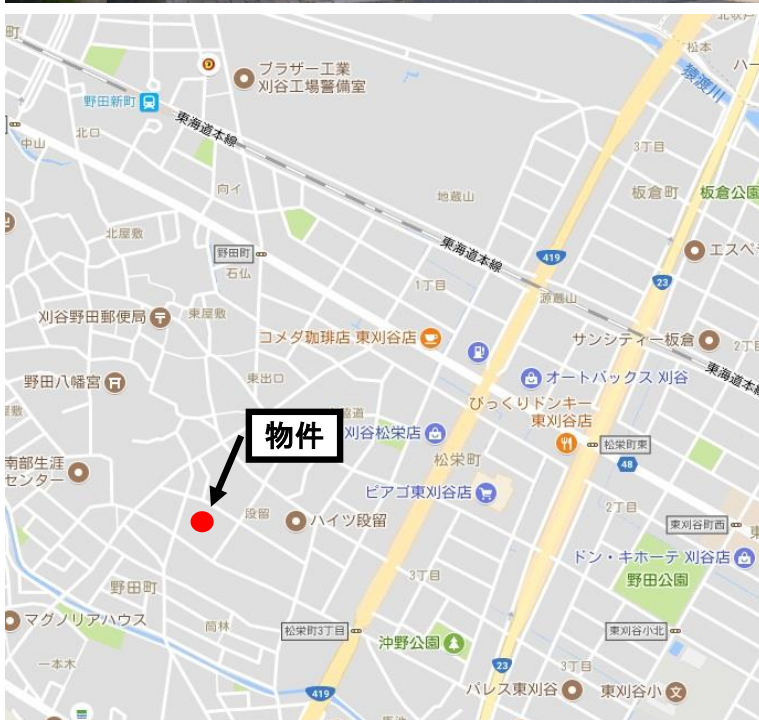 町
ブラザー工業
刈谷工場警備室
松本
ハー
猿渡川
野田新町
東海道本線
北口
中山
3丁目
向イ
地蔵山
板倉町
板倉公園
北屋敷
野田町
石仏
東海道本線
419
エスペ
23
1丁目
源蔵山
刈谷野田郵便局
東屋敷
コメダ珈琲店 東刈谷店
サンシティー板倉
2丁目
東海道本線
野田八幡宮
東出口
オートバックス 刈谷
びっくりドンキー
東刈谷店
物件
刈谷松栄店
松栄町東
松栄町
48
南部生涯
センター
ピアゴ東刈谷店
段留
ハイツ段留
2丁目
東刈谷町西
ドン・キホーテ 刈谷店
野田公園
3丁目
野田町
マグノリアハウス
筒林
松栄町3丁目
沖野公園
東刈谷小北
一本木
23
3丁目
419
パレス東刈谷
東刈谷小